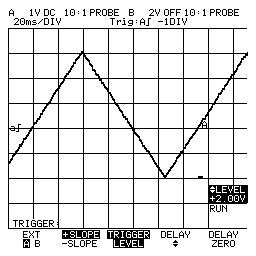 A 1V DC 10:1 PROBE B 2V OFF 10:1 PROBE
20ms/DIV Trig:A∫ -1DIV
A
LEVEL
+2.00V
RUN
TRIGGER:
EXT +SLOPE TRIGGER DELAY DELAY
A B -SLOPE LEVEL ZERO